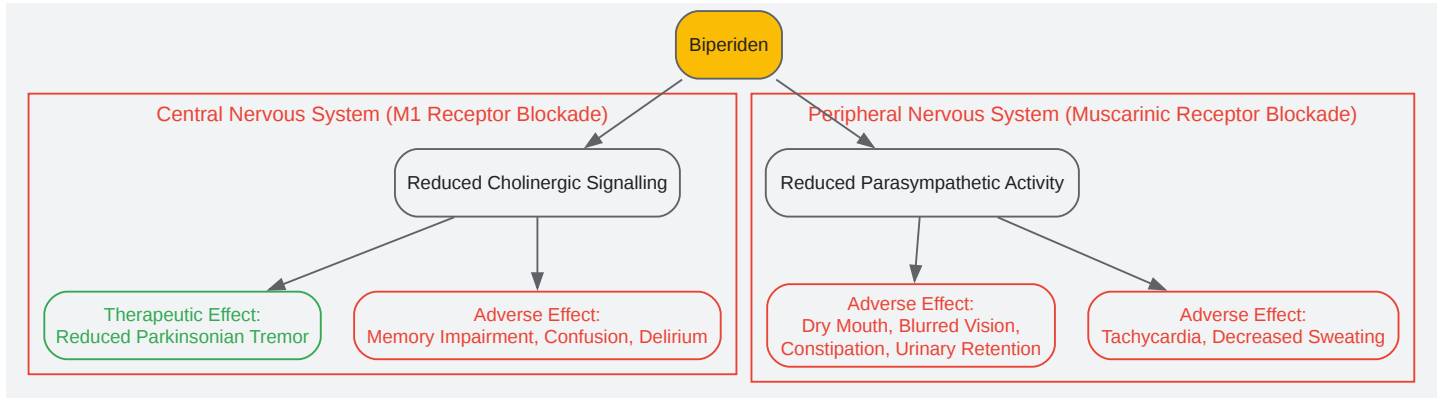 Biperiden
Central Nervous System (M1 Receptor Blockade)
Peripheral Nervous System (Muscarinic Receptor Blockade)
Reduced Cholinergic Signalling
Reduced Parasympathetic Activity
Therapeutic Effect:
Reduced Parkinsonian Tremor
Adverse Effect:
Memory Impairment, Confusion, Delirium
Adverse Effect:
Dry Mouth, Blurred Vision,
Constipation, Urinary Retention
Adverse Effect:
Tachycardia, Decreased Sweating